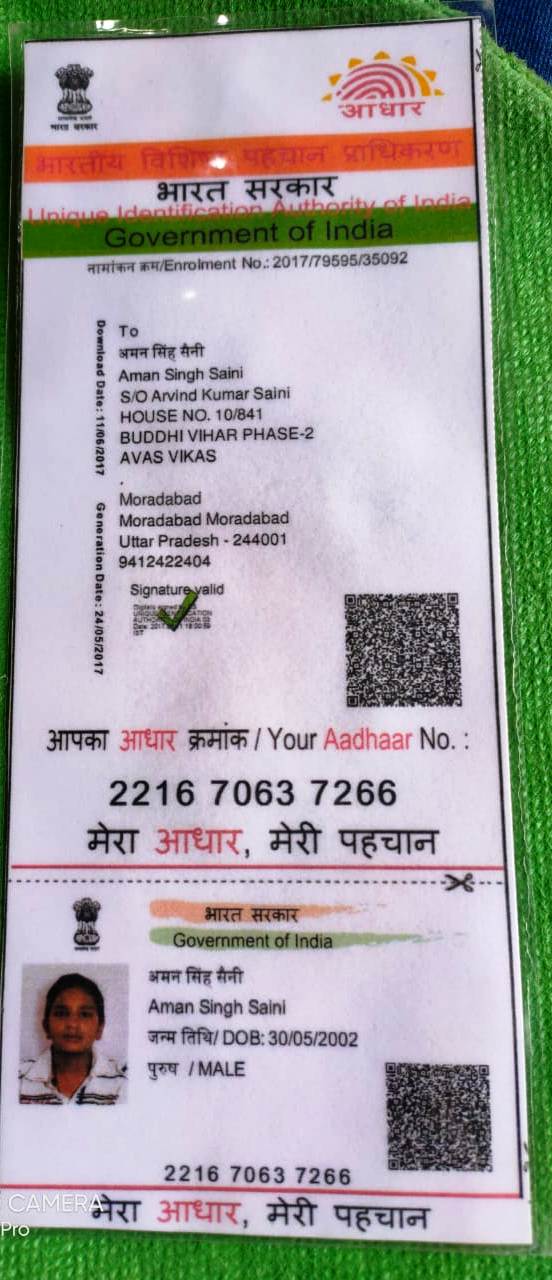 भारत सरकार
आधार
भारतीय विशिष्ट पहचान प्राधिकरण
भारत सरकार
Unique Identification Authority of India
Government of India
नामांकन क्रम/Enrolment No.: 2017/79595/35092
Download Date: 11/06/2017
Generation Date: 24/05/2017
To
अमन सिंह सैनी
Aman Singh Saini
S/O Arvind Kumar Saini
HOUSE NO. 10/841
BUDDHI VIHAR PHASE-2
AVAS VIKAS
.
Moradabad
Moradabad Moradabad
Uttar Pradesh - 244001
9412422404
Signature valid
आपका आधार क्रमांक / Your Aadhaar No. :
2216 7063 7266
मेरा आधार, मेरी पहचान
भारत सरकार
Government of India
अमन सिंह सैनी
Aman Singh Saini
जन्म तिथि/ DOB: 30/05/2002
पुरुष / MALE
2216 7063 7266
मेरा आधार, मेरी पहचान
CAMERA
Pro